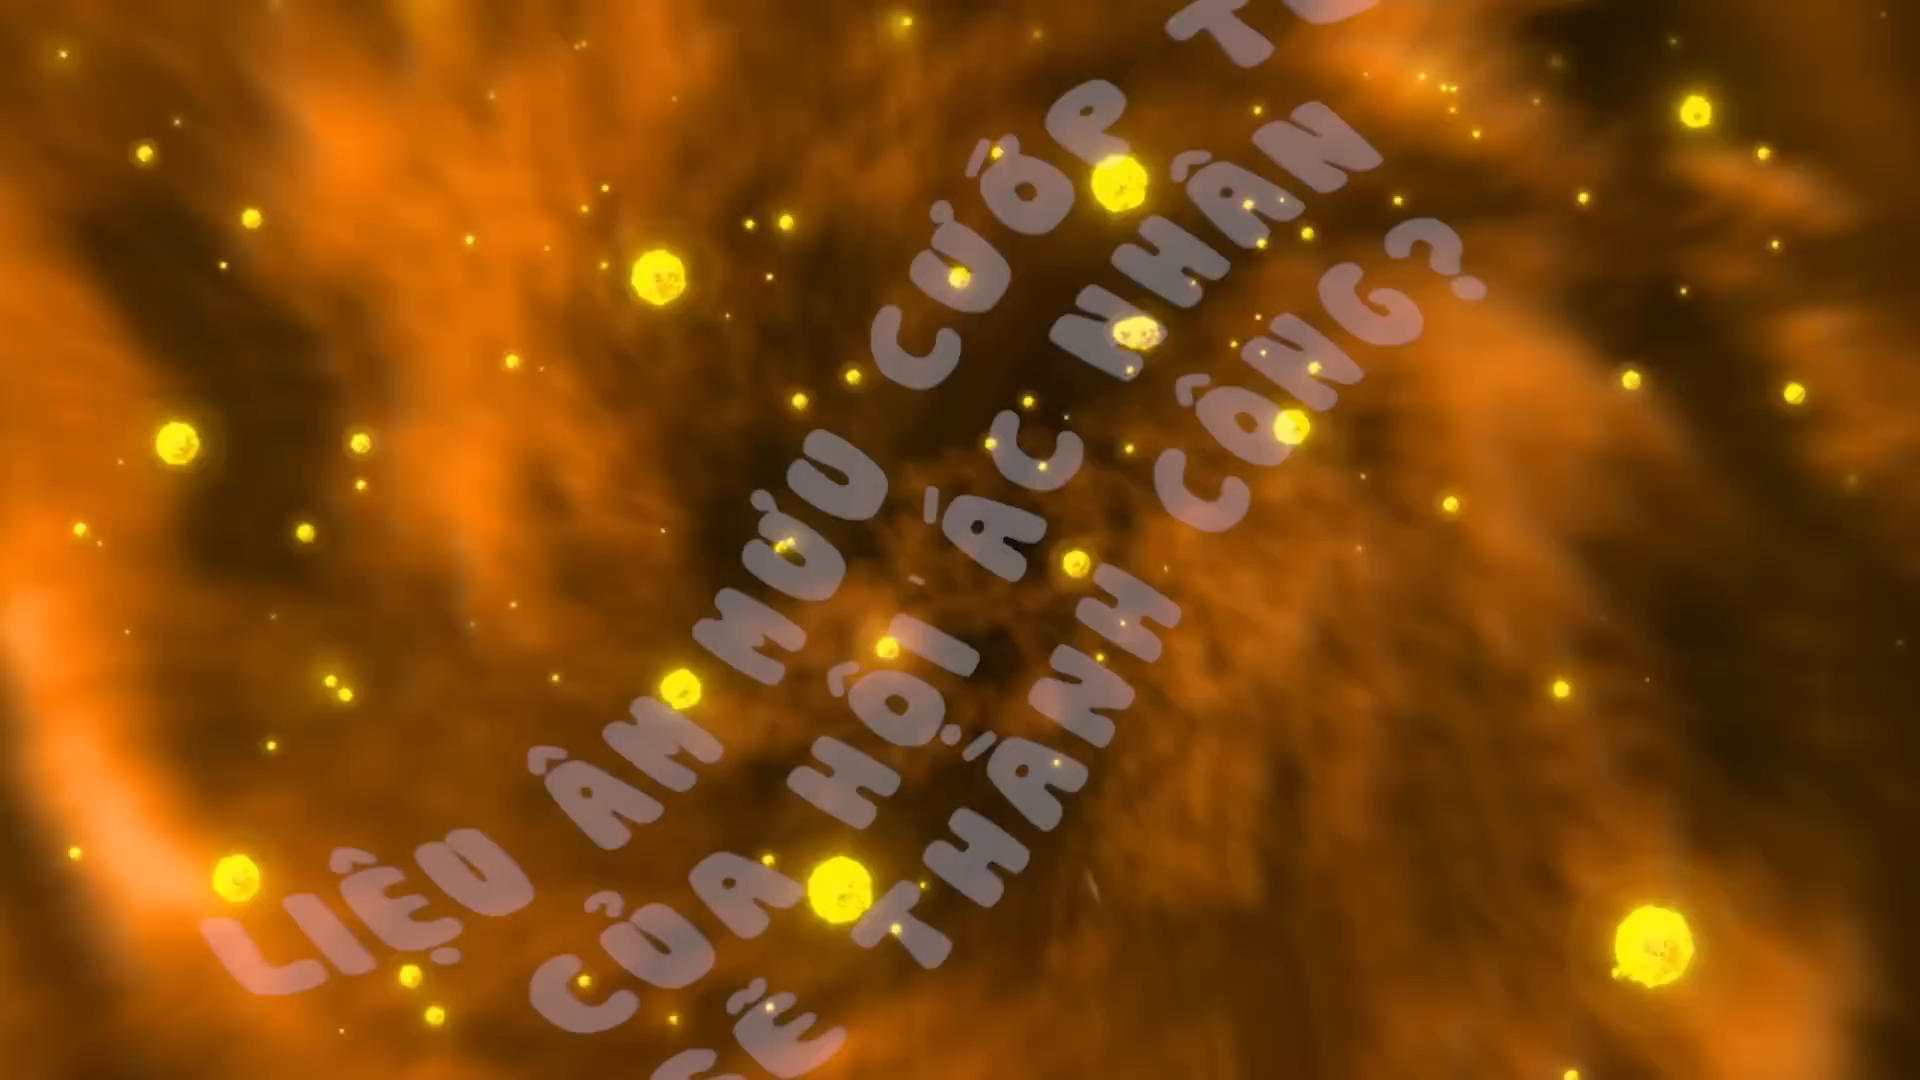 LIỆU ÂM MƯU CƯỚP
CỦA HỘI ÁC NHÂN
SẼ THÀNH CÔNG?